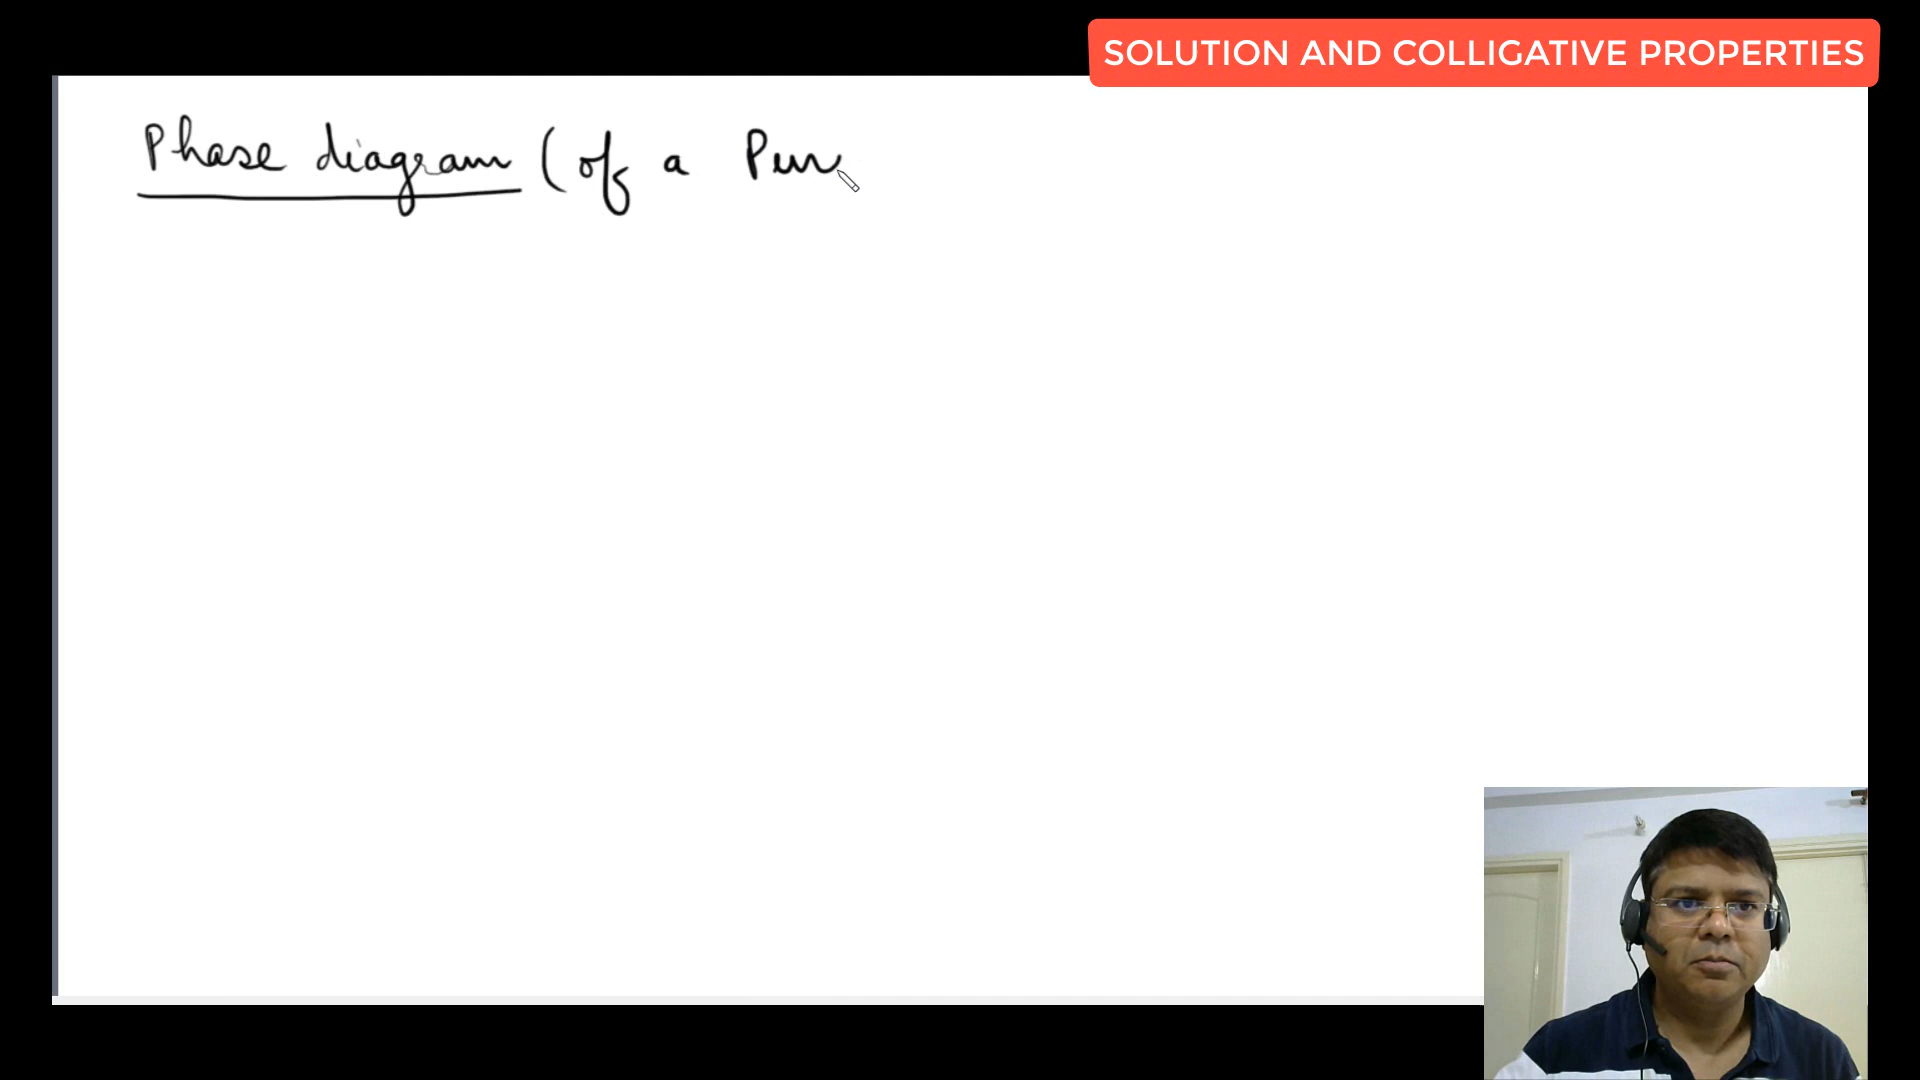 SOLUTION AND COLLIGATIVE PROPERTIES
Phase diagram (of a Pur